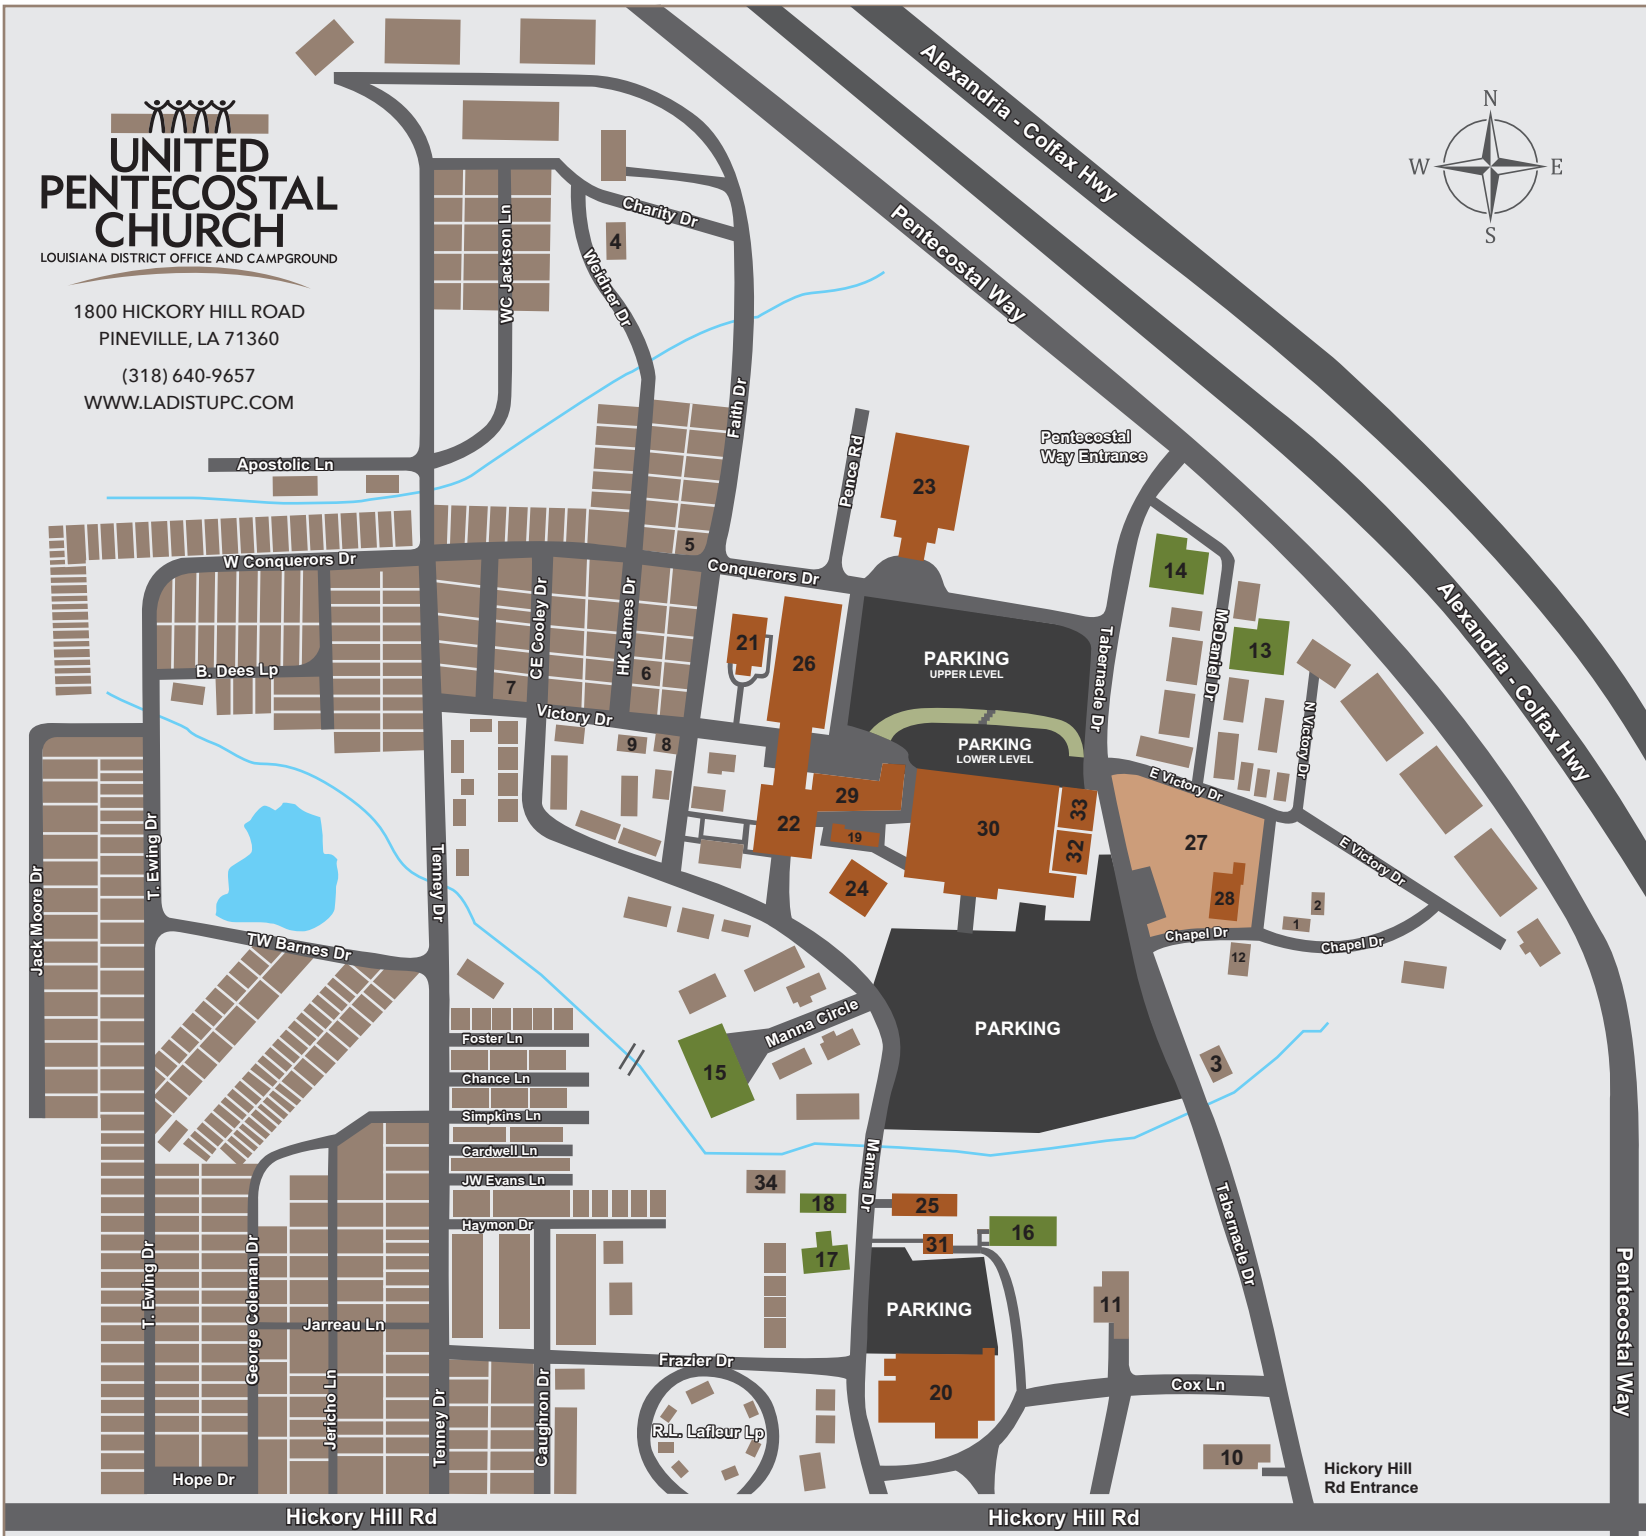 UNITED
PENTECOSTAL
CHURCH
LOUISIANA DISTRICT OFFICE AND CAMPGROUND
1800 HICKORY HILL ROAD
PINEVILLE, LA 71360
(318) 640-9657
WWW.LADISTUPC.COM
N
W
E
S
Alexandria - Colfax Hwy
Pentecostal Way
Charity Dr
4
WC Jackson Ln
Weidner Dr
Faith Dr
Pence Rd
Pentecostal
Way Entrance
Apostolic Ln
23
5
W Conquerors Dr
Conquerors Dr
14
CE Cooley Dr
HK James Dr
Tabernacle Dr
McDaniel Dr
13
Alexandria - Colfax Hwy
21
26
PARKING
UPPER LEVEL
B. Dees Lp
6
7
Victory Dr
9
8
PARKING
LOWER LEVEL
N Victory Dr
E Victory Dr
29
33
22
19
30
32
27
E Victory Dr
T. Ewing Dr
Tenney Dr
24
28
2
1
Jack Moore Dr
TW Barnes Dr
Chapel Dr
Chapel Dr
12
Manna Circle
PARKING
Foster Ln
15
3
Chance Ln
Simpkins Ln
Cardwell Ln
JW Evans Ln
Manna Dr
34
18
25
Haymon Dr
16
17
31
Tabernacle Dr
T. Ewing Dr
George Coleman Dr
PARKING
11
Jarreau Ln
Pentecostal Way
Frazier Dr
20
Cox Ln
Jericho Ln
Tenney Dr
Caughron Dr
R.L. Lafleur Lp
10
Hope Dr
Hickory Hill
Rd Entrance
Hickory Hill Rd
Hickory Hill Rd